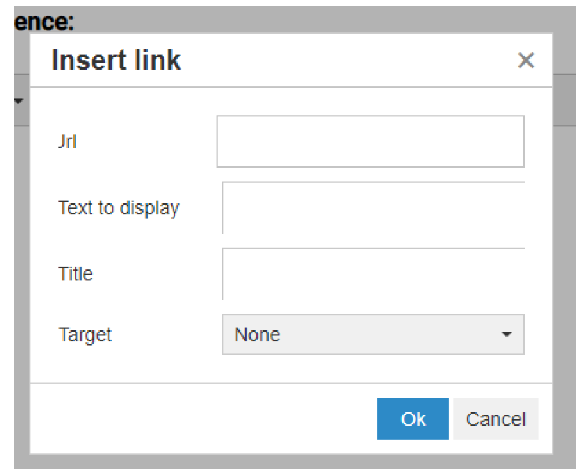 ence:
Insert link
×
Jrl
Text to display
Title
Target
None
Ok
Cancel